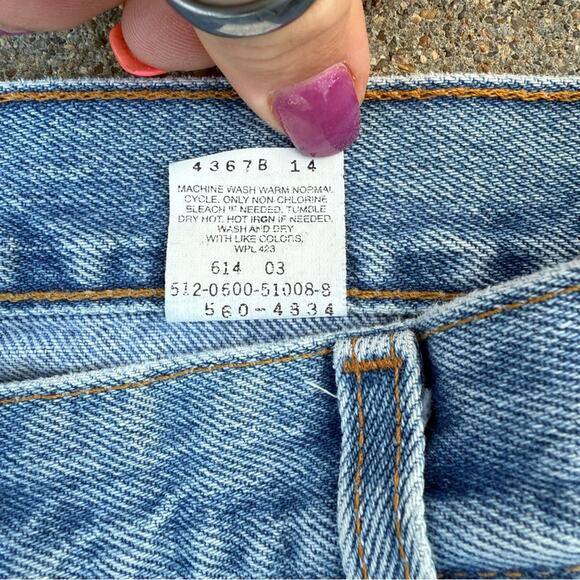 4367B 14
MACHINE WASH WARM NORMAL
CYCLE. ONLY NON-CHLORINE
BLEACH IF NEEDED. TUMBLE
DRY HOT. HOT IRON IF NEEDED.
WASH AND DRY
WITH LIKE COLORS,
WPL 423
614 03
512-0600-51008-8
560-4834